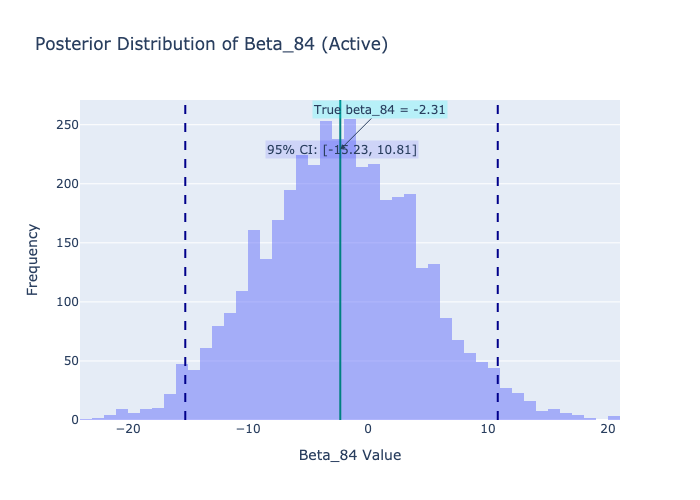 Posterior Distribution of Beta_84 (Active)
True beta_84 = -2.31
95% CI: [-15.23, 10.81]
250
200
150
100
50
0
Frequency
−20
−10
0
10
20
Beta_84 Value